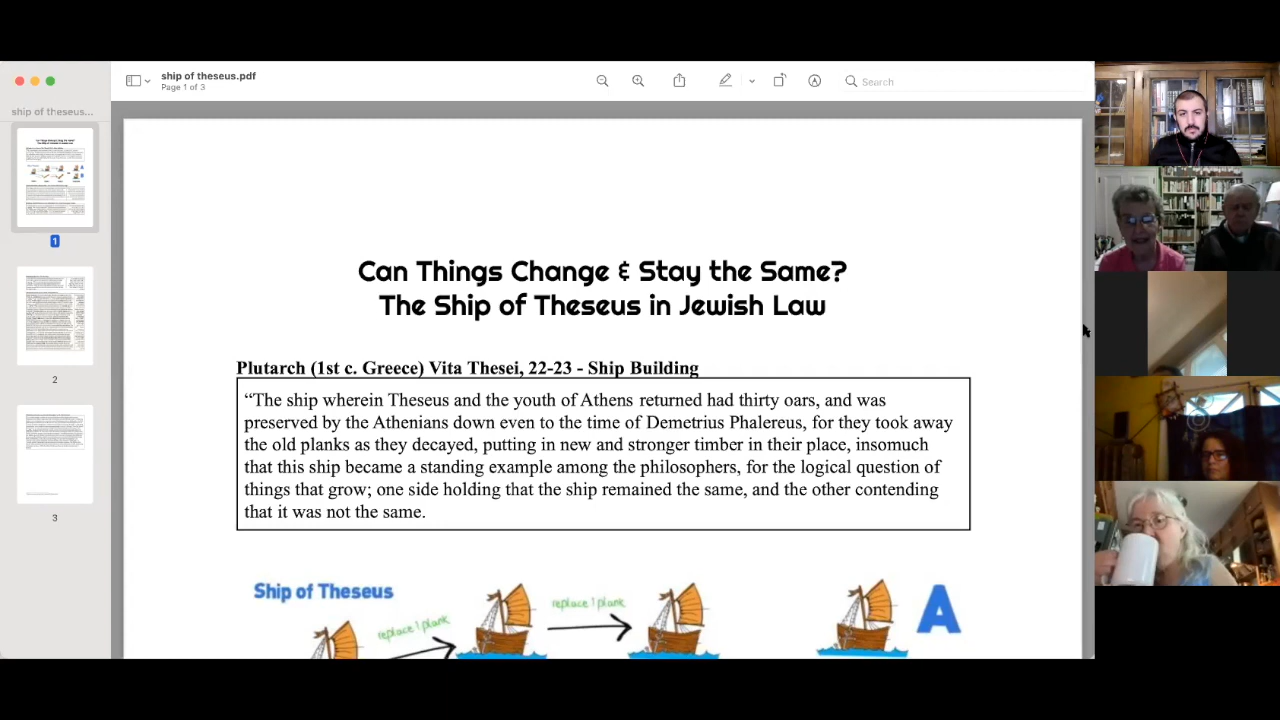 ship of theseus.pdf
Page 1 of 3
Search
ship of theseus...
1
2
3
Can Things Change & Stay the Same?
The Ship of Theseus in Jewish Law
Plutarch (1st c. Greece) Vita Thesei, 22-23 - Ship Building
“The ship wherein Theseus and the youth of Athens returned had thirty oars, and was
preserved by the Athenians down even to the time of Demetrius Phalereus, for they took away
the old planks as they decayed, putting in new and stronger timber in their place, insomuch
that this ship became a standing example among the philosophers, for the logical question of
things that grow; one side holding that the ship remained the same, and the other contending
that it was not the same.
Ship of Theseus
replace 1 plank
replace 1 plank
A